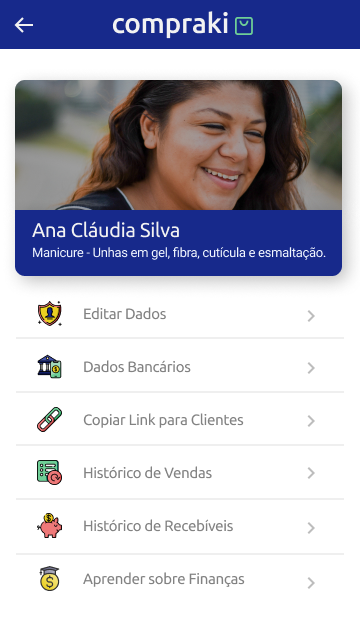 compraki
Ana Cláudia Silva
Manicure - Unhas em gel, fibra, cutícula e esmaltação.
Editar Dados
Dados Bancários
Copiar Link para Clientes
Histórico de Vendas
Histórico de Recebíveis
Aprender sobre Finanças